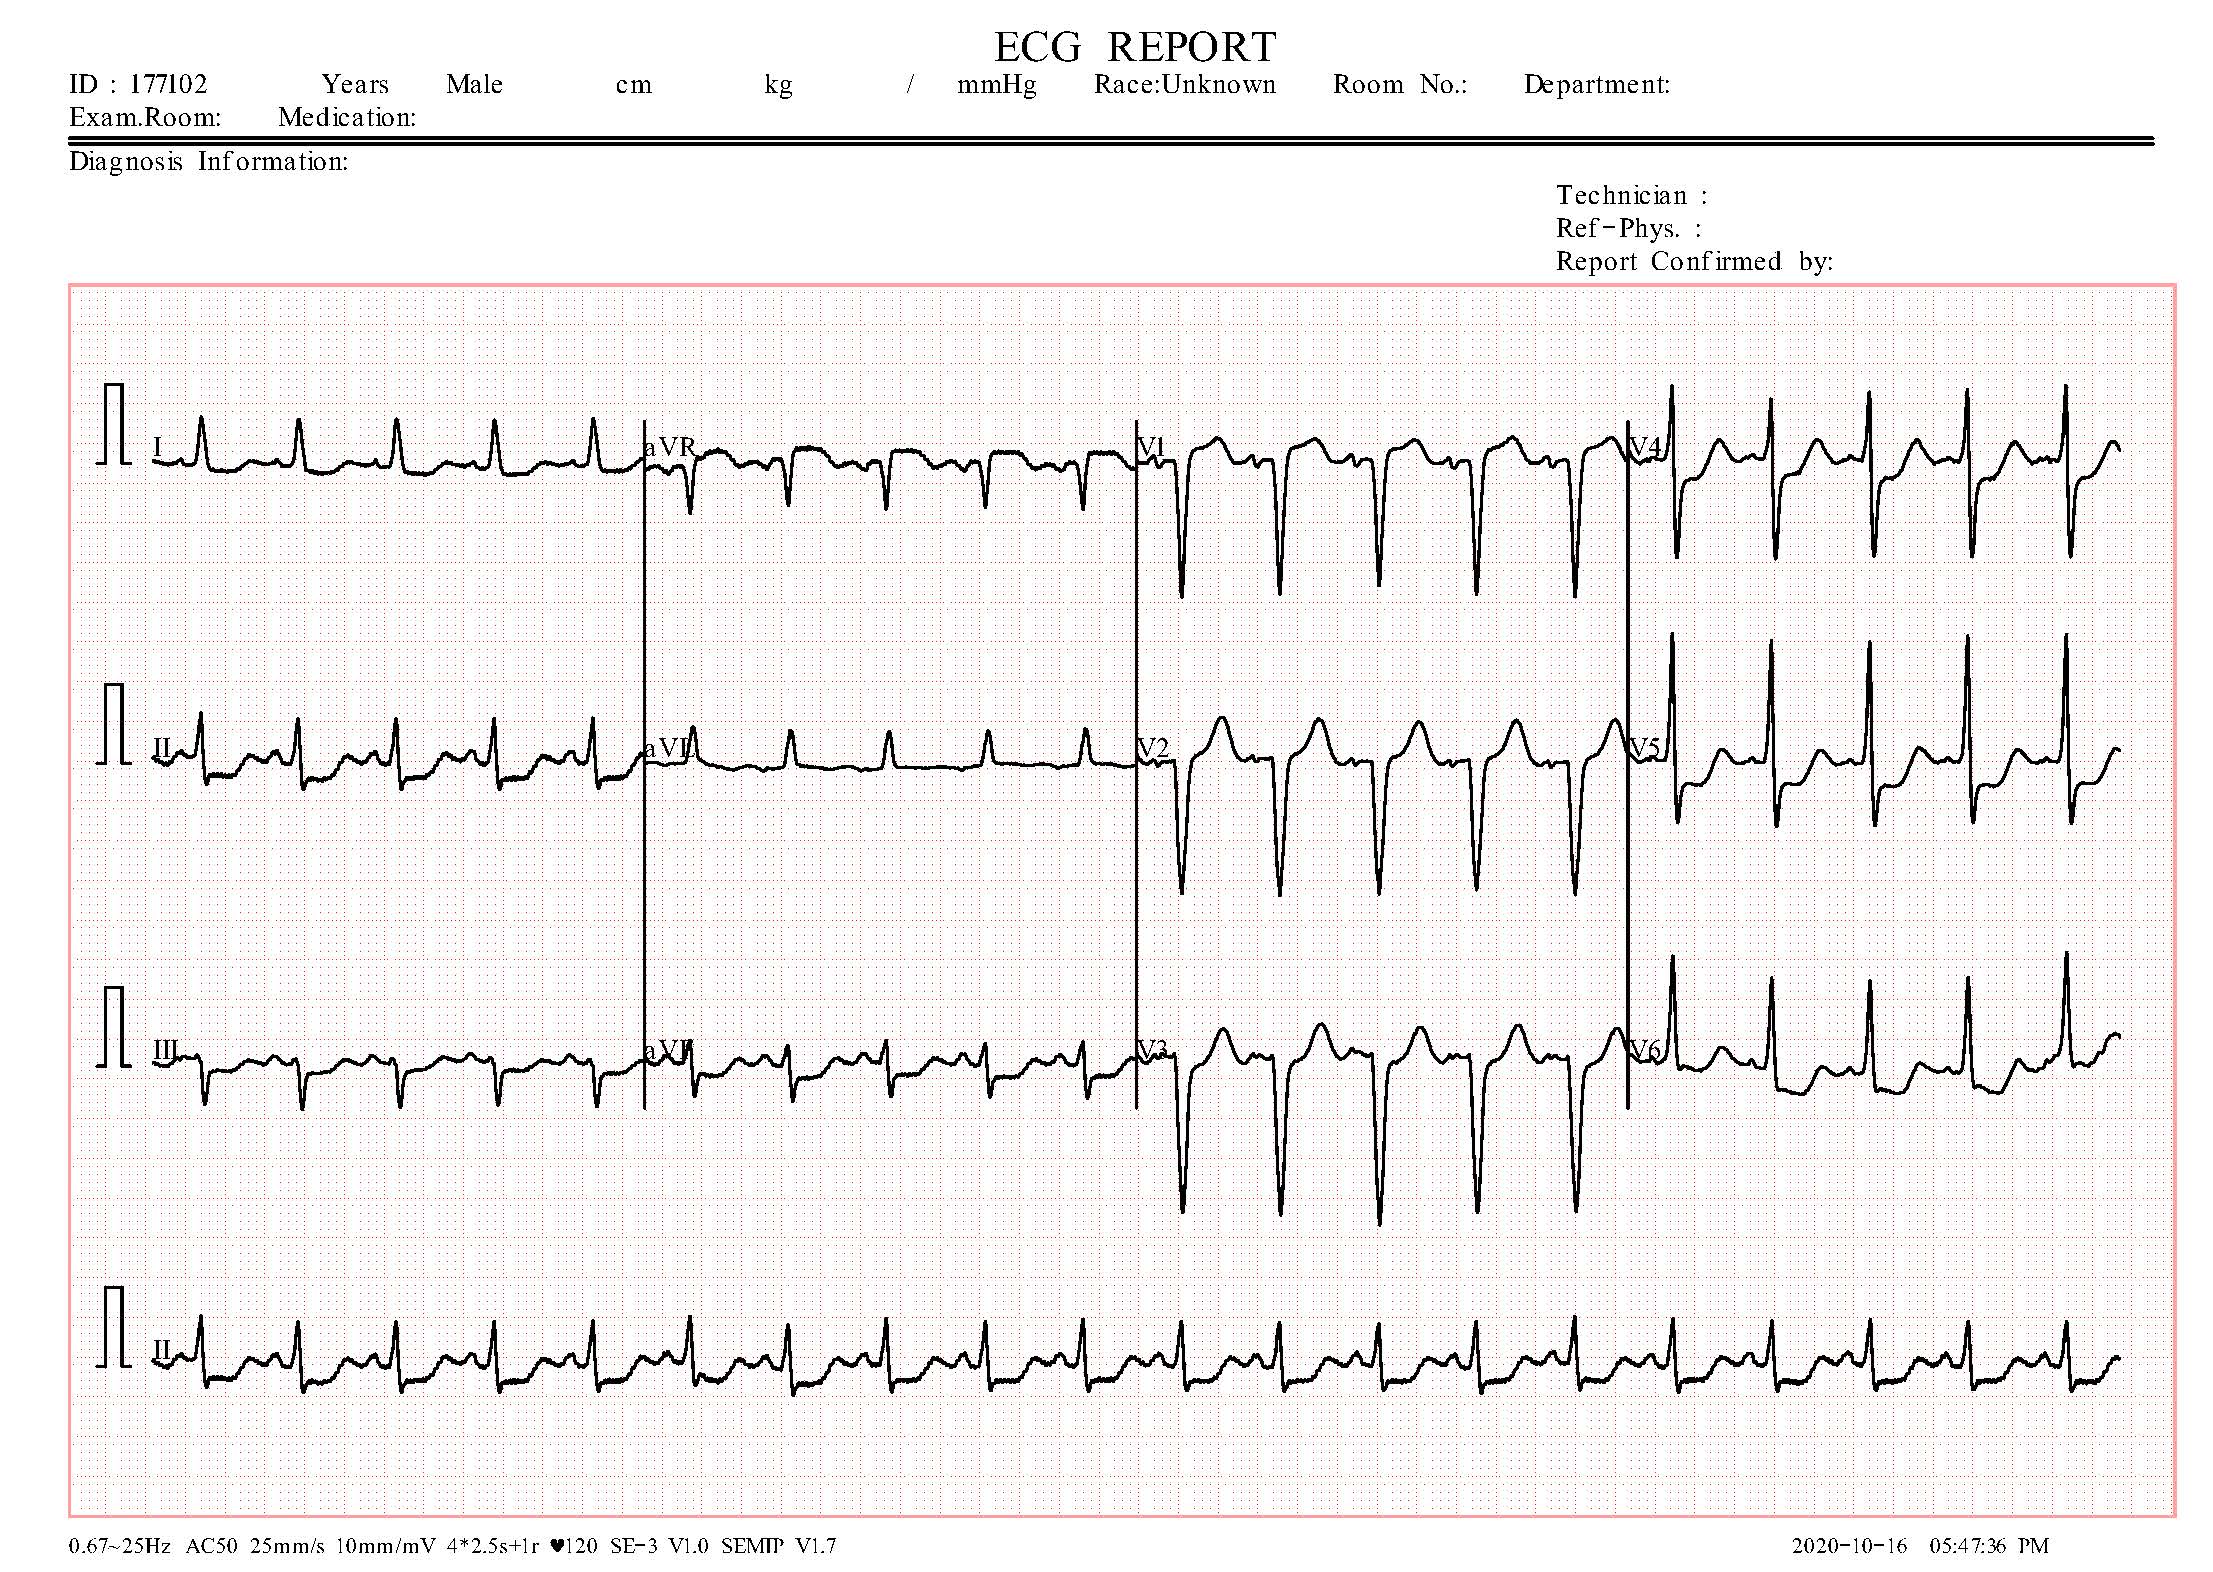 ECG REPORT
ID : 177102 Years Male cm kg / mmHg Race:Unknown Room No.: Department:
Exam.Room: Medication:
Diagnosis Information:
Technician :
Ref-Phys. :
Report Confirmed by:
I aVR V1 V4
II aVL V2 V5
III aVF V3 V6
II
0.67~25Hz AC50 25mm/s 10mm/mV 4*2.5s+1r ♥120 SE-3 V1.0 SEMIP V1.7 2020-10-16 05:47:36 PM